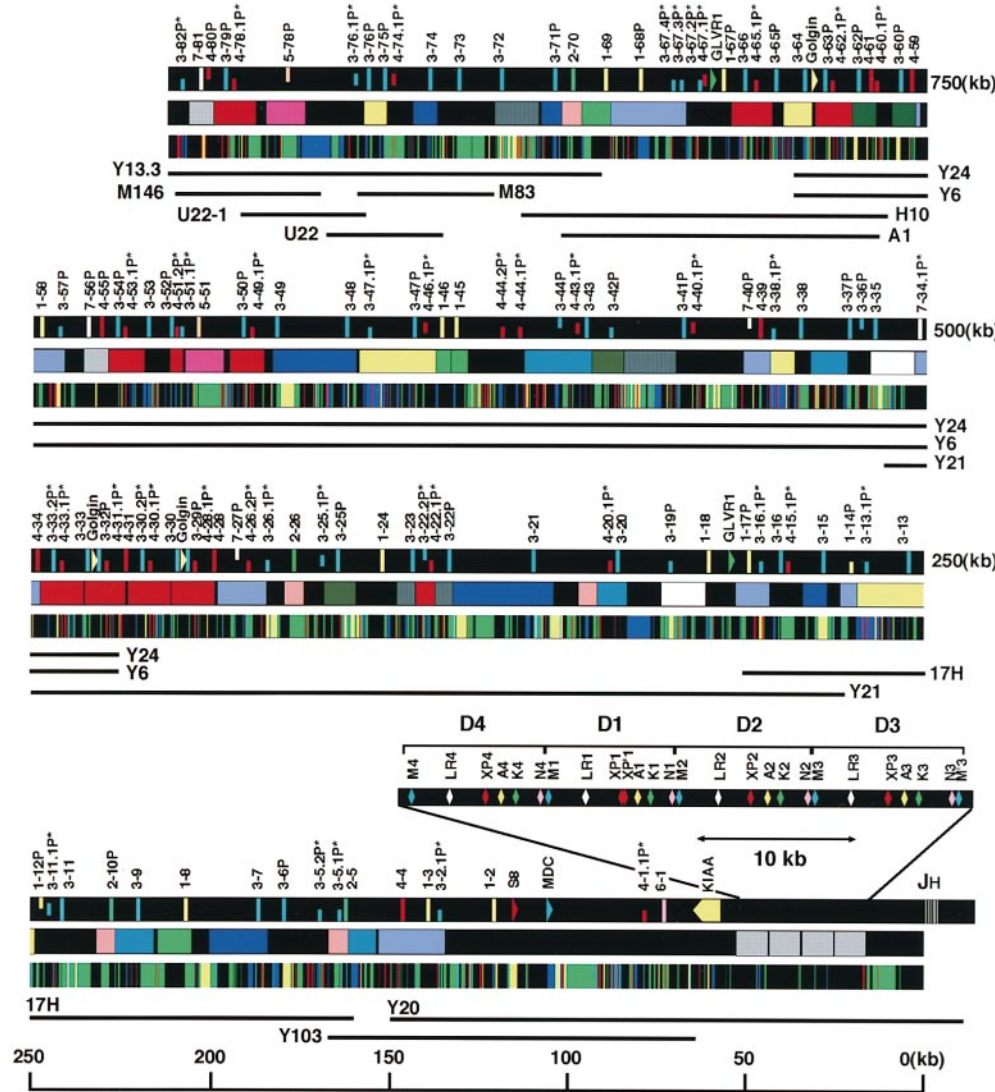 3-82P* 7-81 4-80P 3-79P 4-78.1P* 5-78P 3-76.1P* 3-76P 3-75P 4-74.1P* 3-74 3-73 3-72 3-71P 2-70 1-69 1-68P 3-67.4P* 3-67.3P* 3-67.2P* 4-67.1P* GLVR1 1-67P 3-66 4-65.1P* 3-65P 3-64 Golgin 3-63P 4-62.1P* 3-62P 4-61 4-60.1P* 3-60P 4-59
750(kb)
Y13.3 Y24
M146 M83 Y6
U22-1 H10
U22 A1
1-58 3-57P 7-56P 4-55P 3-54P 4-53.1P* 3-53 3-52P 4-51.2P* 3-51.1P* 5-51 3-50P 4-49.1P* 3-49 3-48 3-47.1P* 3-47P 4-46.1P* 1-46 1-45 4-44.2P* 4-44.1P* 3-44P 4-43.1P* 3-43 3-42P 3-41P 4-40.1P* 7-40P 4-39 3-38.1P* 3-38 1-37P 3-36P 3-35 7-34.1P*
500(kb)
Y24
Y6
Y21
4-34 3-33.2P* 4-33.1P* 3-33 Golgin 3-32P 4-31.1P* 4-31 3-30.2P* 4-30.1P* 3-30 Golgin 3-29P 4-28.1P* 4-28 7-27P 4-26.2P* 3-26.1P* 2-26 3-25.1P* 3-25P 1-24 3-23 3-22.2P* 4-22.1P* 3-22P 3-21 4-20.1P* 3-20 3-19P 1-18 GLVR1 1-17P 3-16.1P* 3-16 4-15.1P* 3-15 1-14P 3-13.1P* 3-13
250(kb)
Y24
Y6 17H
Y21
D4 D1 D2 D3
M4 LR4 XP4 A4 K4 N4 M1 LR1 XP1 XP'1 A1 K1 N1 M2 LR2 XP2 A2 K2 N2 M3 LR3 XP3 A3 K3 N3 M'3
10 kb
1-12P 3-11.1P* 3-11 2-10P 3-9 1-8 3-7 3-6P 3-5.2P* 3-5.1P* 2-5 4-4 1-3 3-2.1P* 1-2 S8 MDC 4-1.1P* 6-1 KIAA JH
17H Y20
Y103
250 200 150 100 50 0(kb)